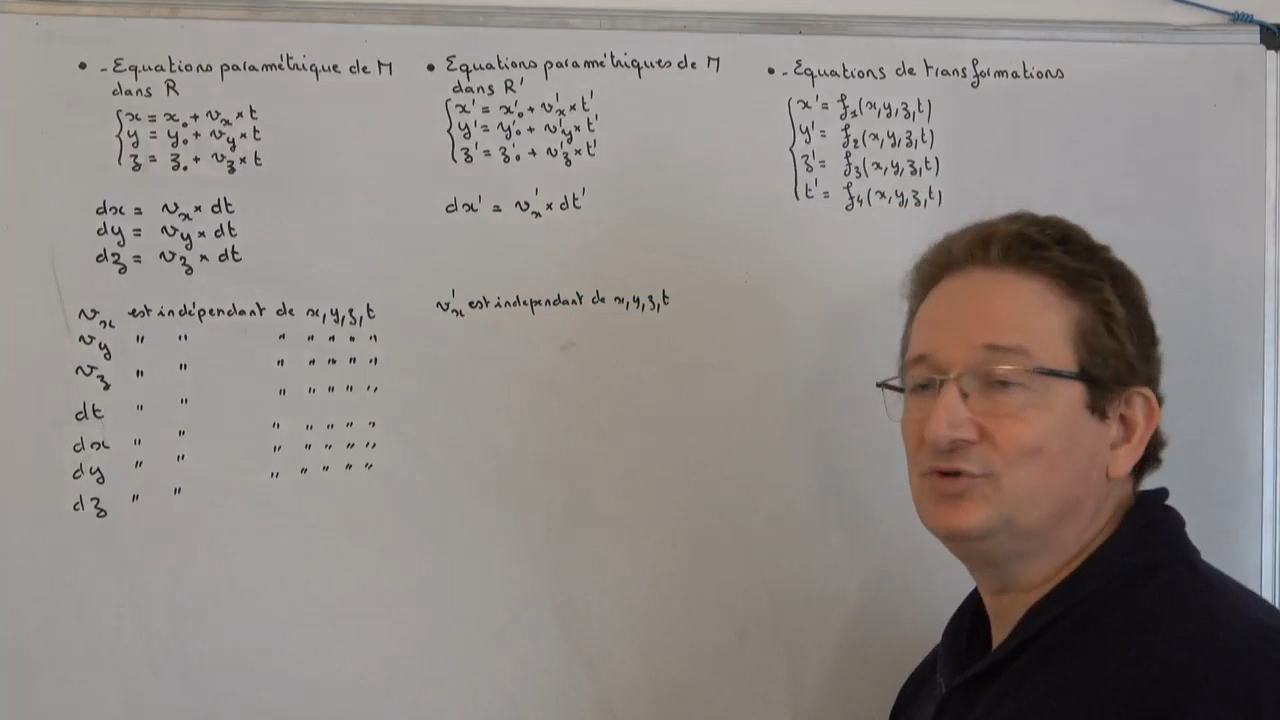 • - Equations paramétrique de M
dans R
x = x₀ + vₓ × t
y = y₀ + v_y × t
z = z₀ + v_z × t
dx = vₓ × dt
dy = v_y × dt
dz = v_z × dt
vₓ est indépendant de x, y, z, t
v_y " " " " " " "
v_z " " " " " " "
dt " " " " " " "
dx " " " " " " "
dy " " " " " " "
dz " " " " " " "
• Equations paramétriques de M
dans R'
x' = x'₀ + v'ₓ × t'
y' = y'₀ + v'_y × t'
z' = z'₀ + v'_z × t'
dx' = v'ₓ × dt'
v'ₓ est independant de x, y, z, t
• - Equations de transformations
x' = f₁(x, y, z, t)
y' = f₂(x, y, z, t)
z' = f₃(x, y, z, t)
t' = f₄(x, y, z, t)